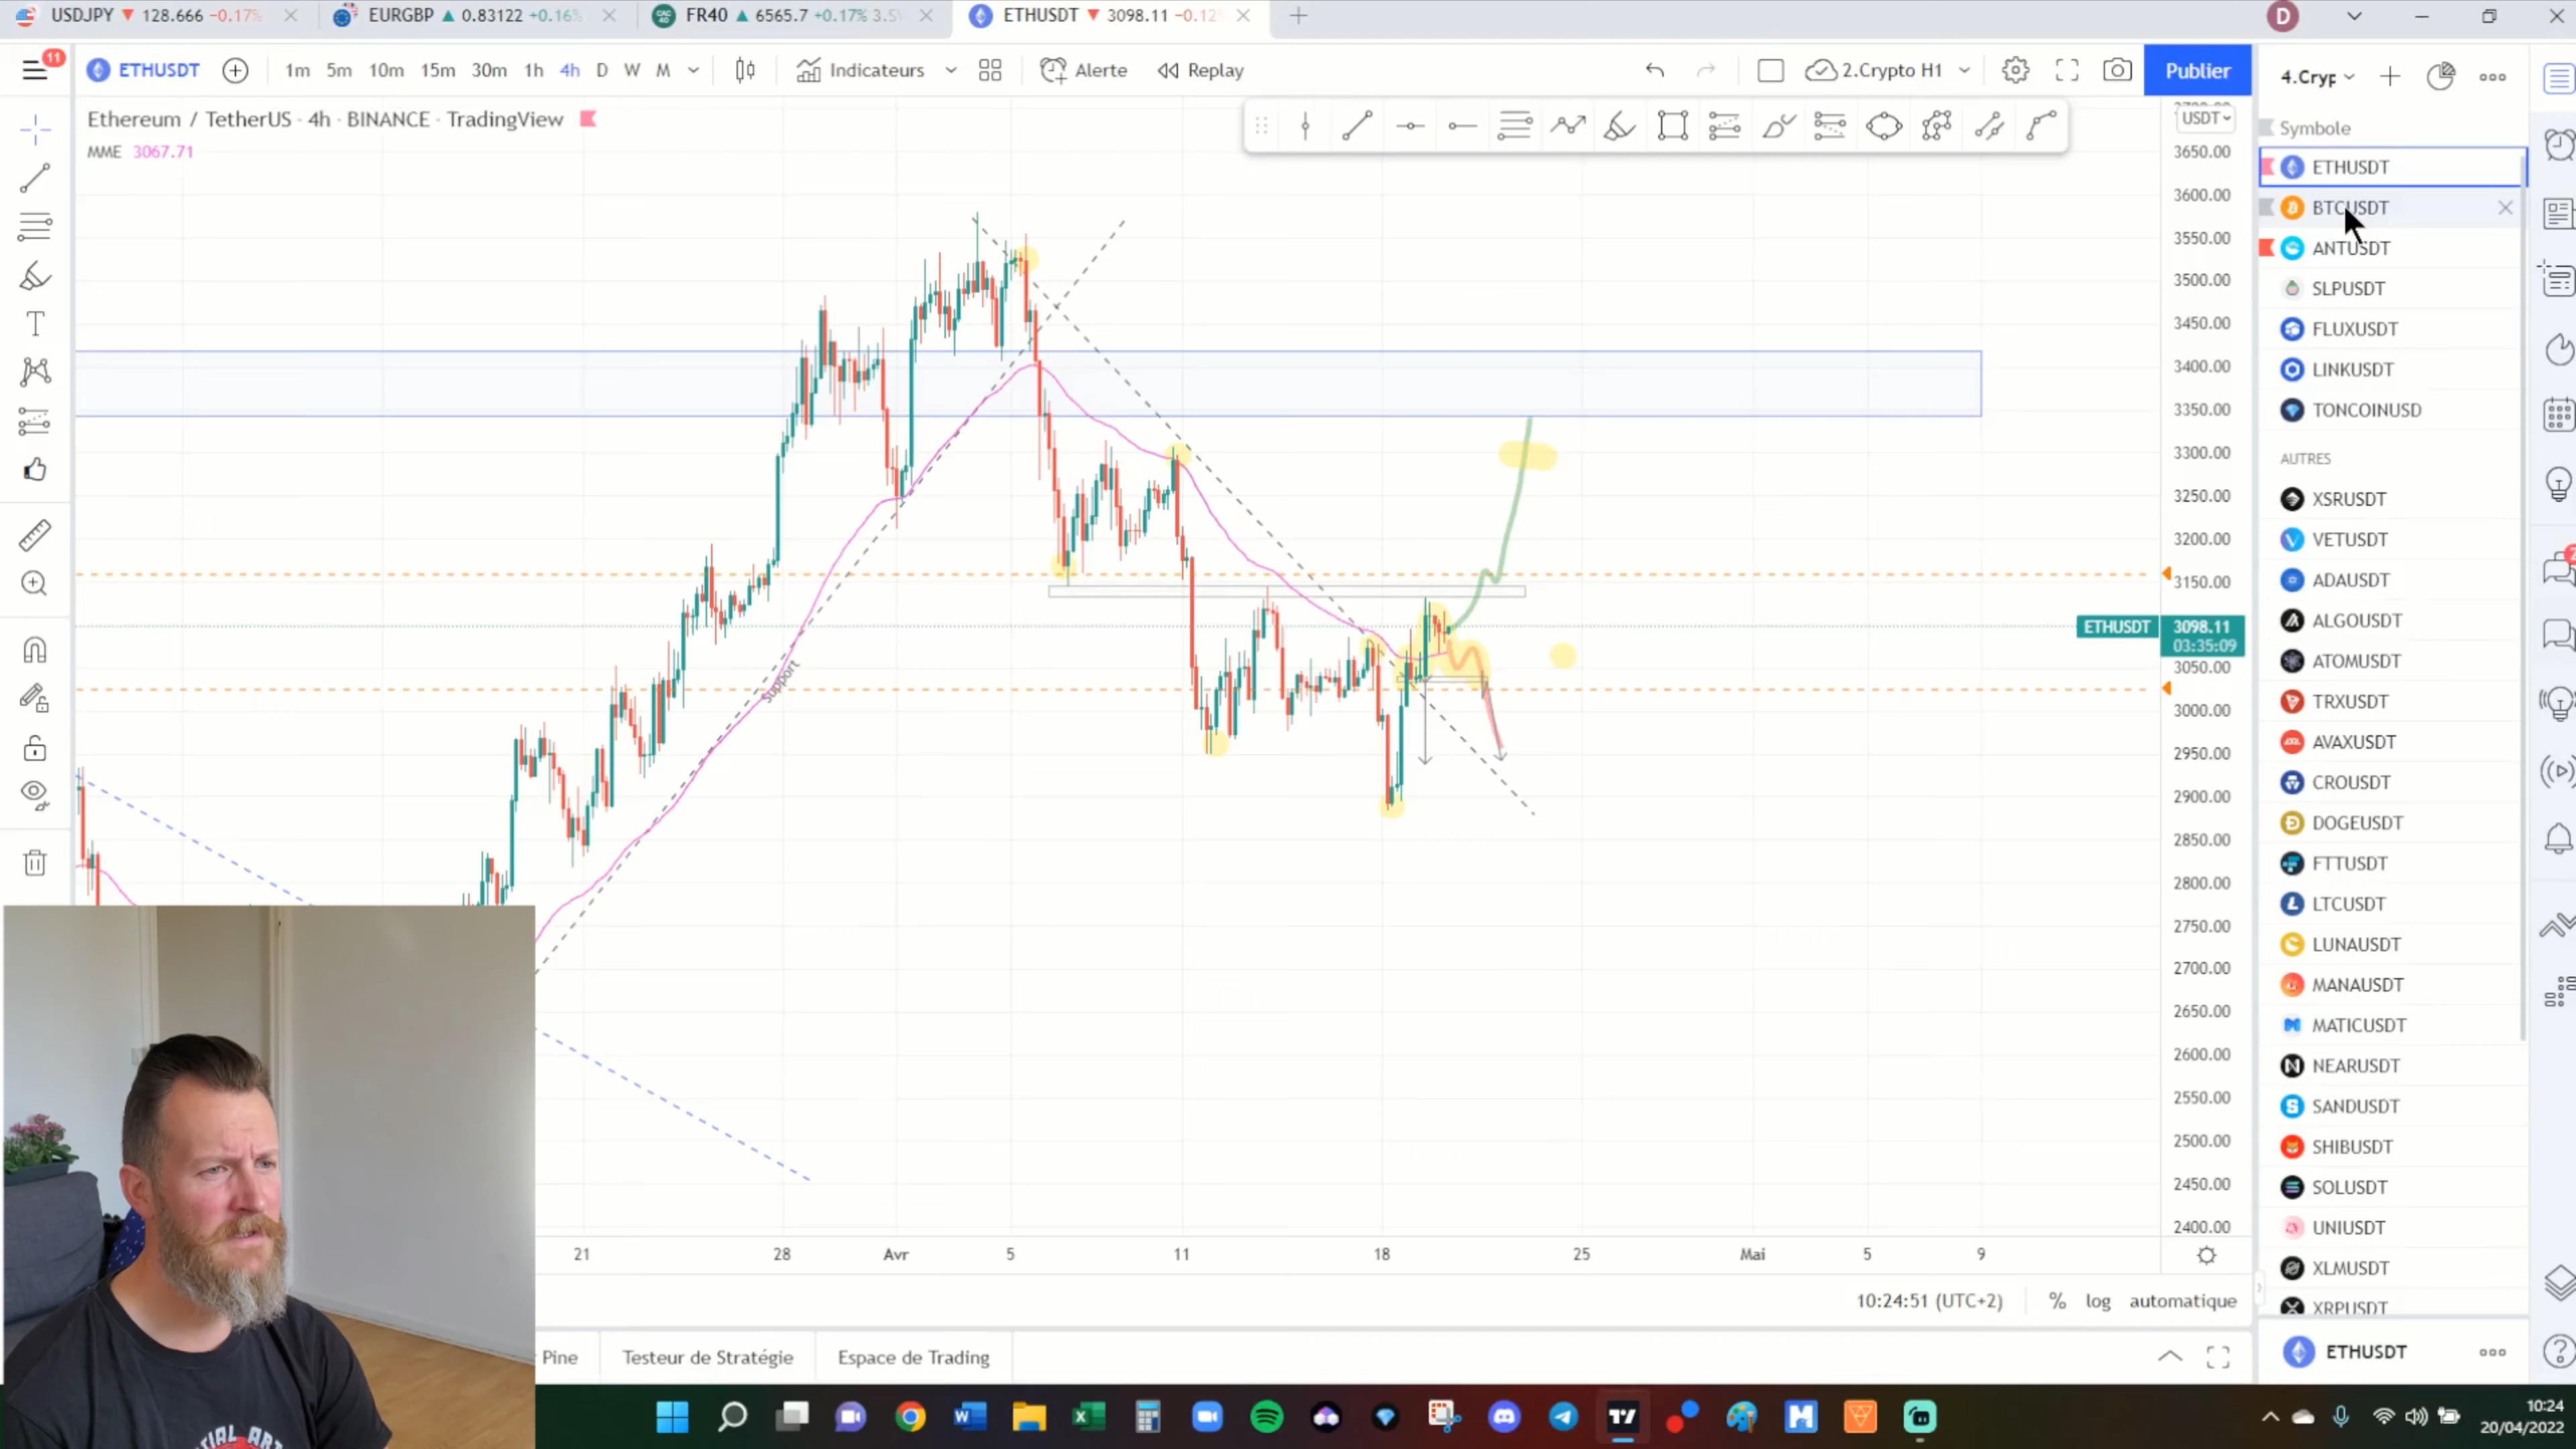 USDJPY ▼ 128.666 −0.17%
EURGBP ▲ 0.83122 +0.16%
FR40 ▲ 6565.7 +0.17%
ETHUSDT ▼ 3098.11 −0.12
D
11
ETHUSDT
1m 5m 10m 15m 30m 1h 4h D W M
Indicateurs
Alerte
Replay
2.Crypto H1
Publier
4.Cryp
Ethereum / TetherUS · 4h · BINANCE · TradingView
MME 3067.71
USDT
3650.00
3600.00
3550.00
3500.00
3450.00
3400.00
3350.00
3300.00
3250.00
3200.00
3150.00
ETHUSDT 3098.11
03:35:09
3050.00
3000.00
2950.00
2900.00
2850.00
2800.00
2750.00
2700.00
2650.00
2600.00
2550.00
2500.00
2450.00
2400.00
Support
21 28 Avr 5 11 18 25 Mai 5 9
10:24:51 (UTC+2) % log automatique
Pine
Testeur de Stratégie
Espace de Trading
Symbole
ETHUSDT
BTCUSDT
ANTUSDT
SLPUSDT
FLUXUSDT
LINKUSDT
TONCOINUSD
AUTRES
XSRUSDT
VETUSDT
ADAUSDT
ALGOUSDT
ATOMUSDT
TRXUSDT
AVAXUSDT
CROUSDT
DOGEUSDT
FTTUSDT
LTCUSDT
LUNAUSDT
MANAUSDT
MATICUSDT
NEARUSDT
SANDUSDT
SHIBUSDT
SOLUSDT
UNIUSDT
XLMUSDT
XRPUSDT
ETHUSDT
10:24
20/04/2022